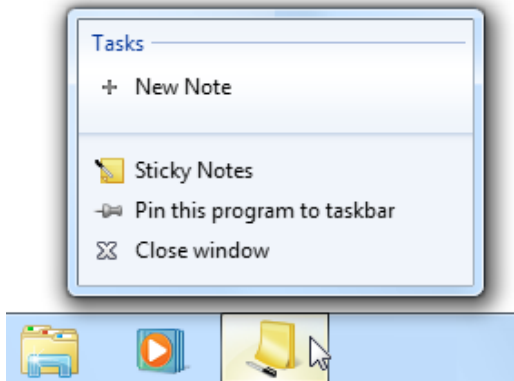 Tasks
New Note
Sticky Notes
Pin this program to taskbar
Close window